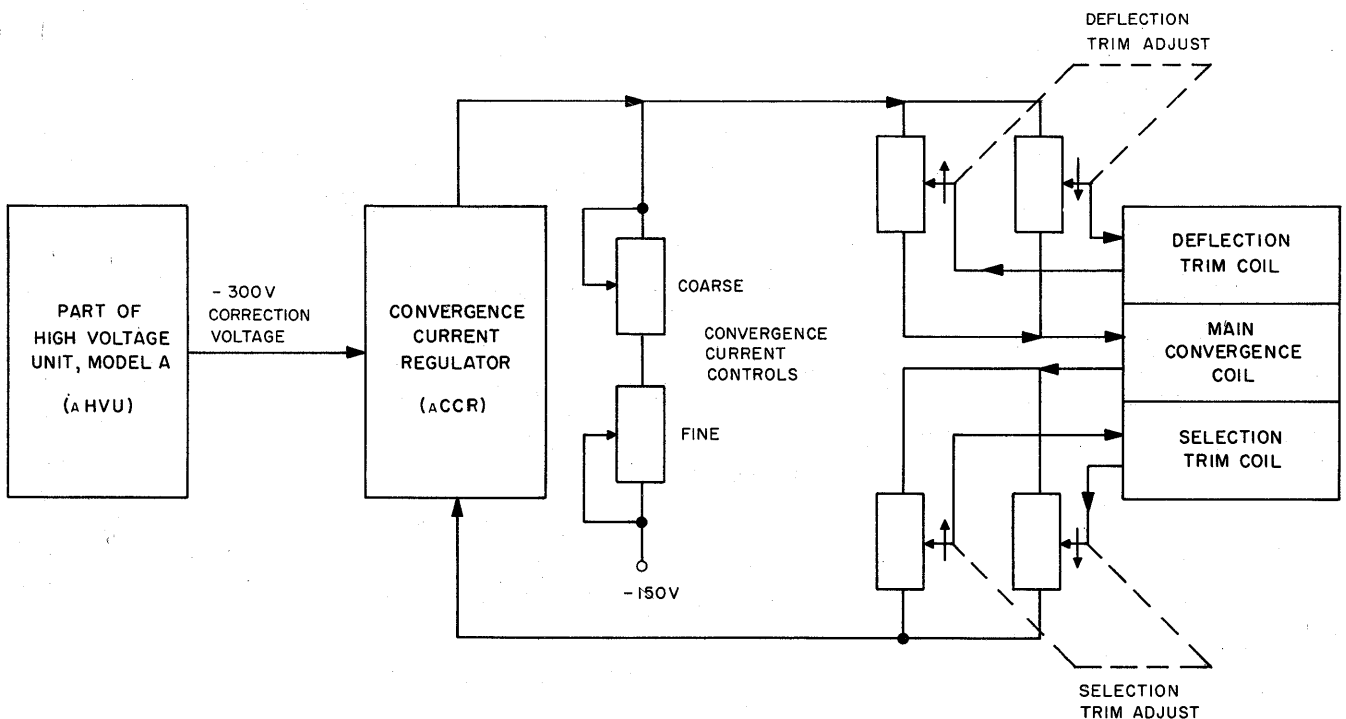 DEFLECTION
TRIM ADJUST
PART OF
HIGH VOLTAGE
UNIT, MODEL A
(A HVU)
- 300V
CORRECTION
VOLTAGE
CONVERGENCE
CURRENT
REGULATOR
(ACCR)
COARSE
CONVERGENCE
CURRENT
CONTROLS
FINE
-150V
DEFLECTION
TRIM COIL
MAIN
CONVERGENCE
COIL
SELECTION
TRIM COIL
SELECTION
TRIM ADJUST